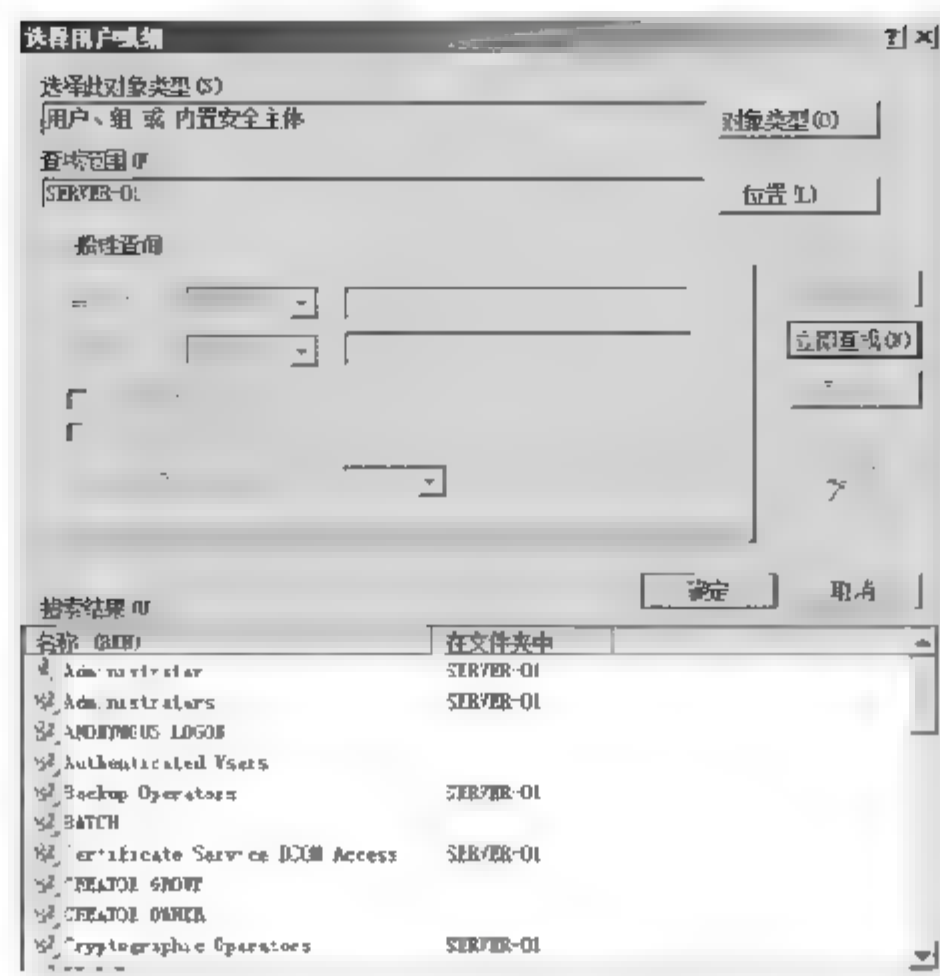 选择用户或组
选择此对象类型(S)
用户、组 或 内置安全主体
对象类型(O)
查找范围(F
SERVER-01
位置(L)
一般性查询
立即查找(N)
确定
取消
搜索结果(U
名称 (RDN)
在文件夹中
Administrator SERVER-01
Administrators SERVER-01
ANONYMOUS LOGON
Authenticated Users
Backup Operators SERVER-01
BATCH
Certificate Service DCOM Access SERVER-01
CREATOR GROUP
CREATOR OWNER
Cryptographic Operators SERVER-01